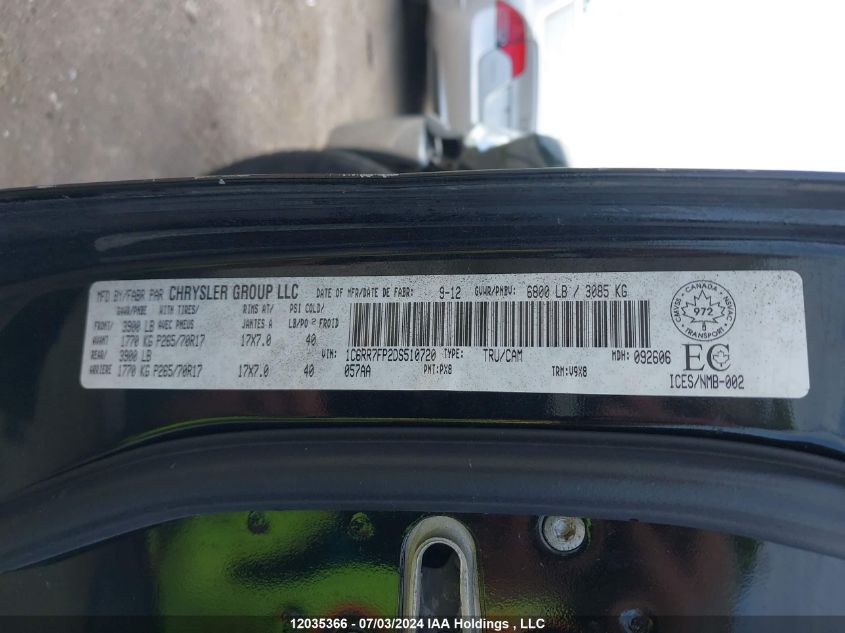 MFD BY/FABR PAR CHRYSLER GROUP LLC DATE OF MFR/DATE DE FABR: 9-12 GVWR/PNBV: 6800 LB / 3085 KG
GAWR/PNBE WITH TIRES/ RIMS AT/ PSI COLD/
FRONT/ 3900 LB AVEC PNEUS JANTES A LB/PO² FROID
AVANT 1770 KG P265/70R17 17X7.0 40
REAR/ 3900 LB
ARRIERE 1770 KG P265/70R17 17X7.0 40
VIN: 1C6RR7FP2DS510720 TYPE: TRU/CAM MDH: 092606
057AA PNT:PX8 TRM:V9X8
CANADA
CMVSS NSVAC
972
TRANSPORT
EC
ICES/NMB-002
12035366 - 07/03/2024 IAA Holdings , LLC